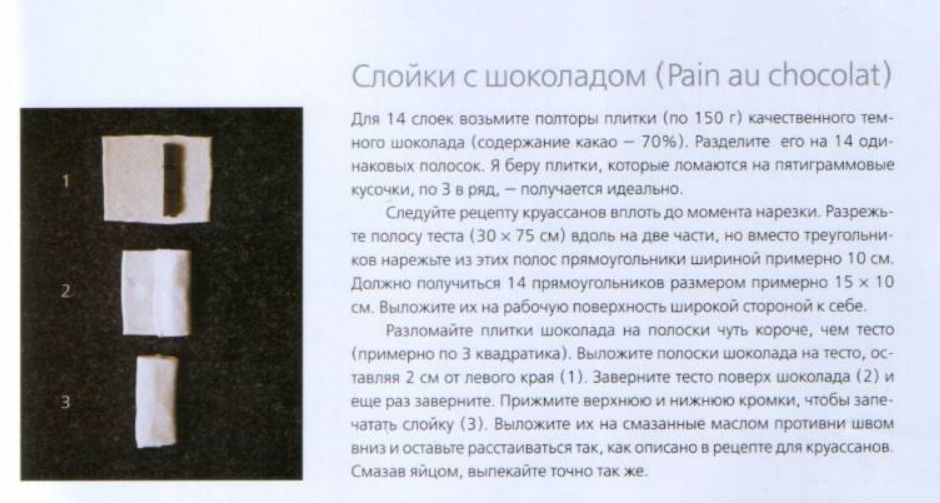 Слойки с шоколадом (Pain au chocolat)
Для 14 слоек возьмите полторы плитки (по 150 г) качественного тем-
ного шоколада (содержание какао — 70%). Разделите его на 14 оди-
наковых полосок. Я беру плитки, которые ломаются на пятиграммовые
кусочки, по 3 в ряд, — получается идеально.
Следуйте рецепту круассанов вплоть до момента нарезки. Разрежь-
те полосу теста (30 × 75 см) вдоль на две части, но вместо треугольни-
ков нарежьте из этих полос прямоугольники шириной примерно 10 см.
Должно получиться 14 прямоугольников размером примерно 15 × 10
см. Выложите их на рабочую поверхность широкой стороной к себе.
Разломайте плитки шоколада на полоски чуть короче, чем тесто
(примерно по 3 квадратика). Выложите полоски шоколада на тесто, ос-
тавляя 2 см от левого края (1). Заверните тесто поверх шоколада (2) и
еще раз заверните. Прижмите верхнюю и нижнюю кромки, чтобы запе-
чатать слойку (3). Выложите их на смазанные маслом противни швом
вниз и оставьте расстаиваться так, как описано в рецепте для круассанов.
Смазав яйцом, выпекайте точно так же.
1
2
3